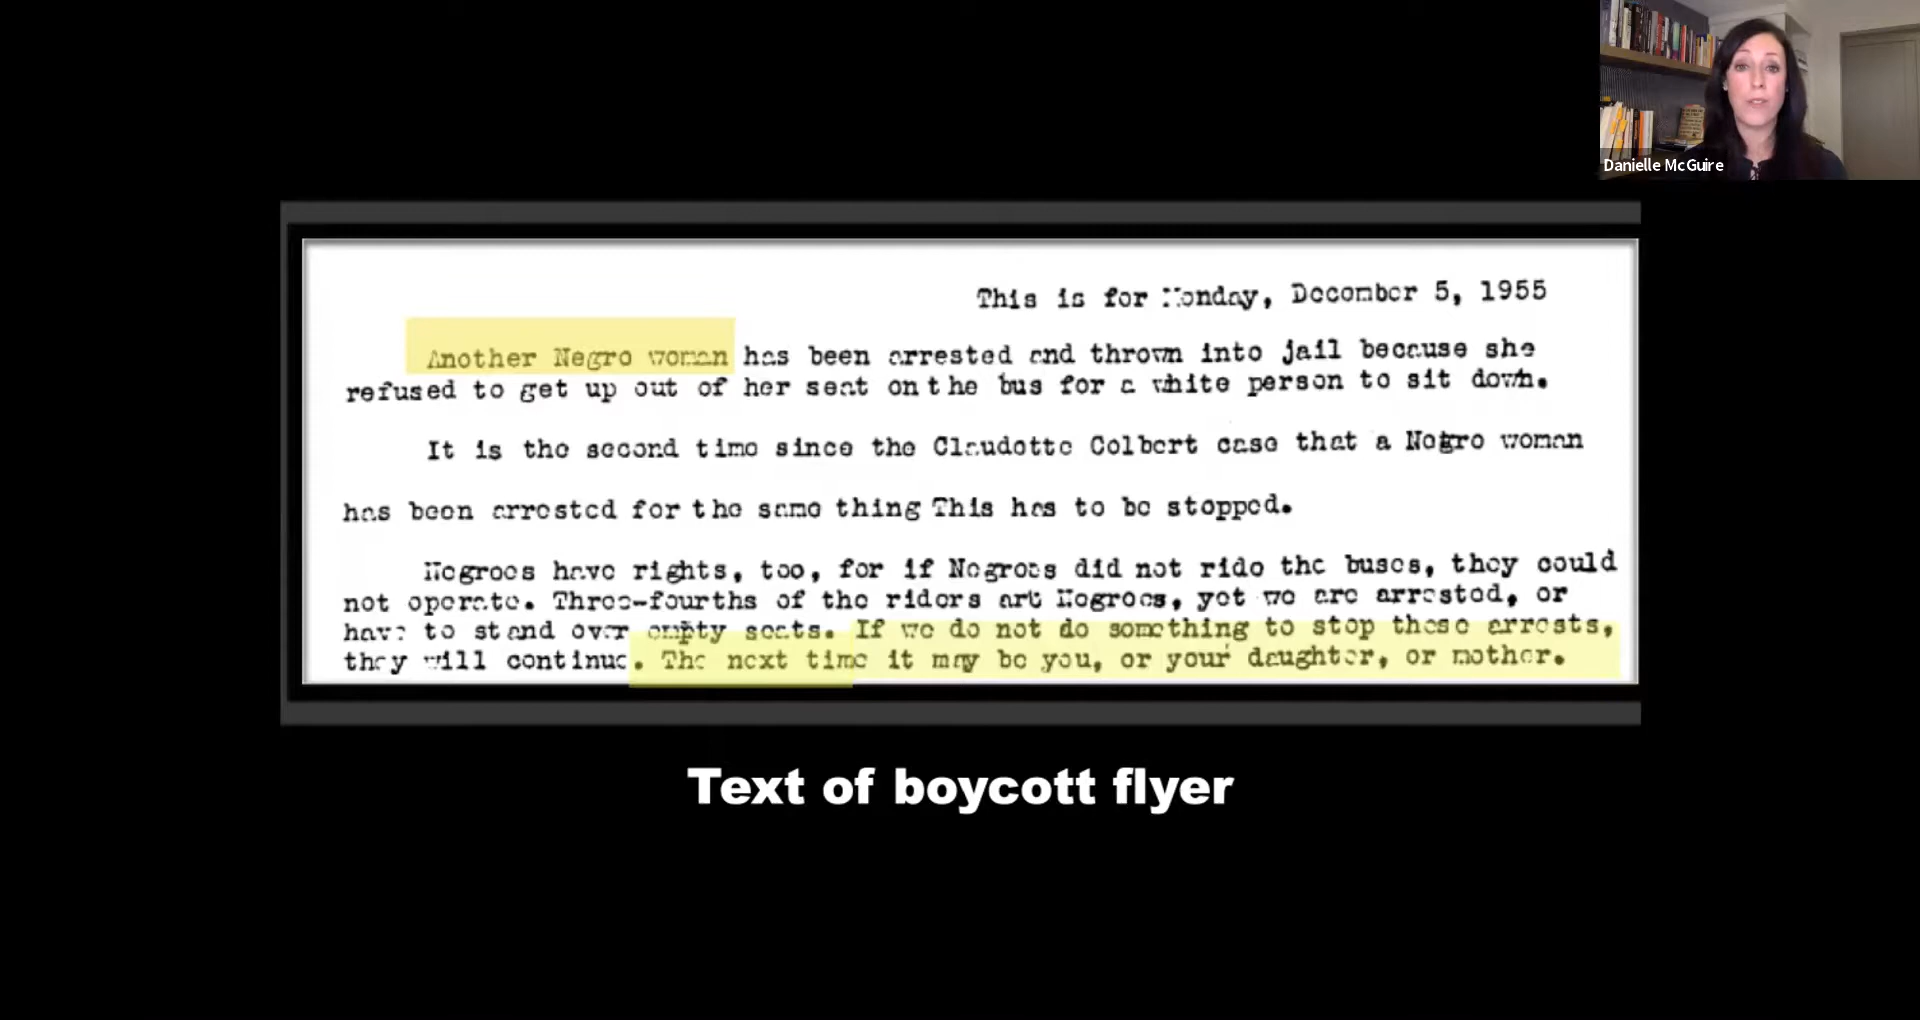 Danielle McGuire
This is for Monday, December 5, 1955
Another Negro woman has been arrested and thrown into jail because she
refused to get up out of her seat on the bus for a white person to sit down.
It is the second time since the Claudette Colbert case that a Negro woman
has been arrested for the same thing This has to be stopped.
Negroes have rights, too, for if Negroes did not ride the buses, they could
not operate. Three-fourths of the riders art Negroes, yet we are arrested, or
have to stand over empty seats. If we do not do something to stop these arrests,
they will continue. The next time it may be you, or your daughter, or mother.
Text of boycott flyer